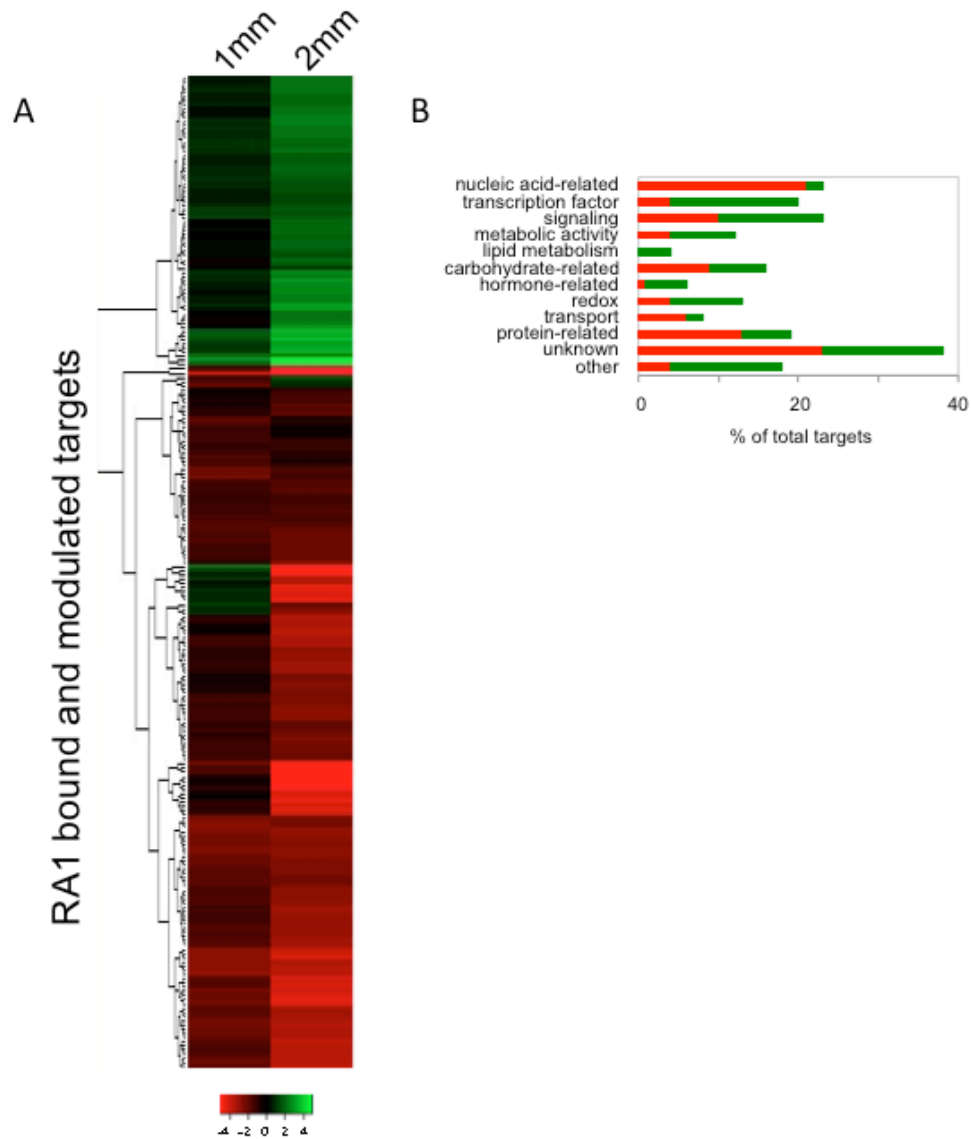 A
1mm
2mm
RA1 bound and modulated targets
-4 -2 0 2 4
B
nucleic acid-related
transcription factor
signaling
metabolic activity
lipid metabolism
carbohydrate-related
hormone-related
redox
transport
protein-related
unknown
other
0 20 40
% of total targets